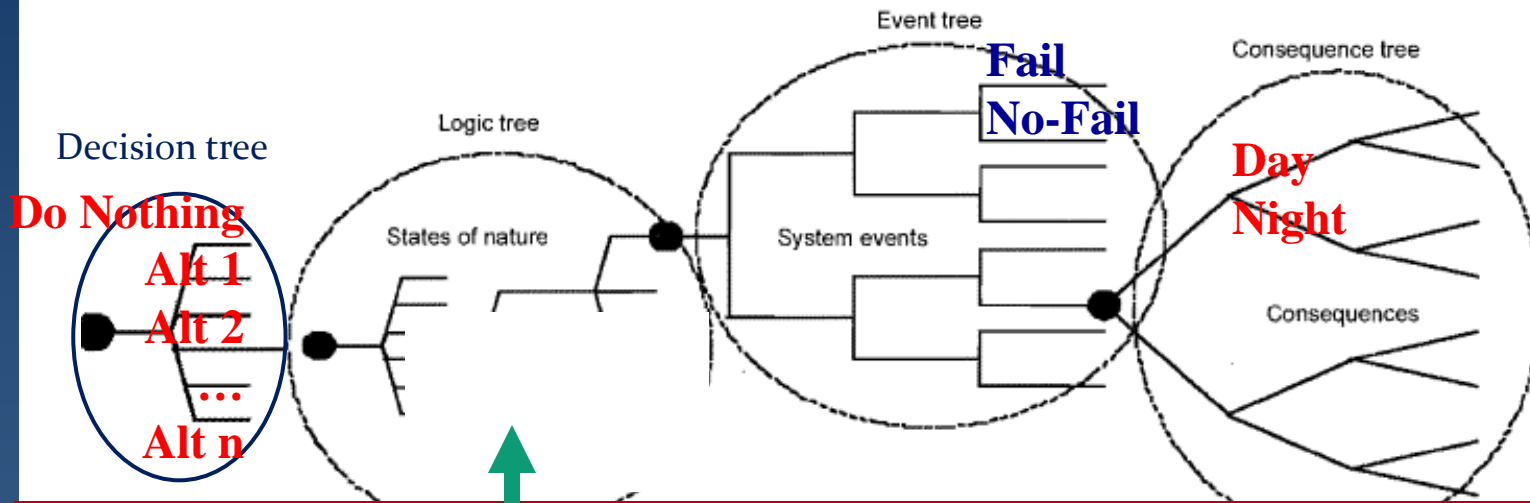 Decision tree
Do Nothing
Alt 1
Alt 2
...
Alt n
Logic tree
States of nature
Event tree
Fail
No-Fail
System events
Consequence tree
Day
Night
Consequences